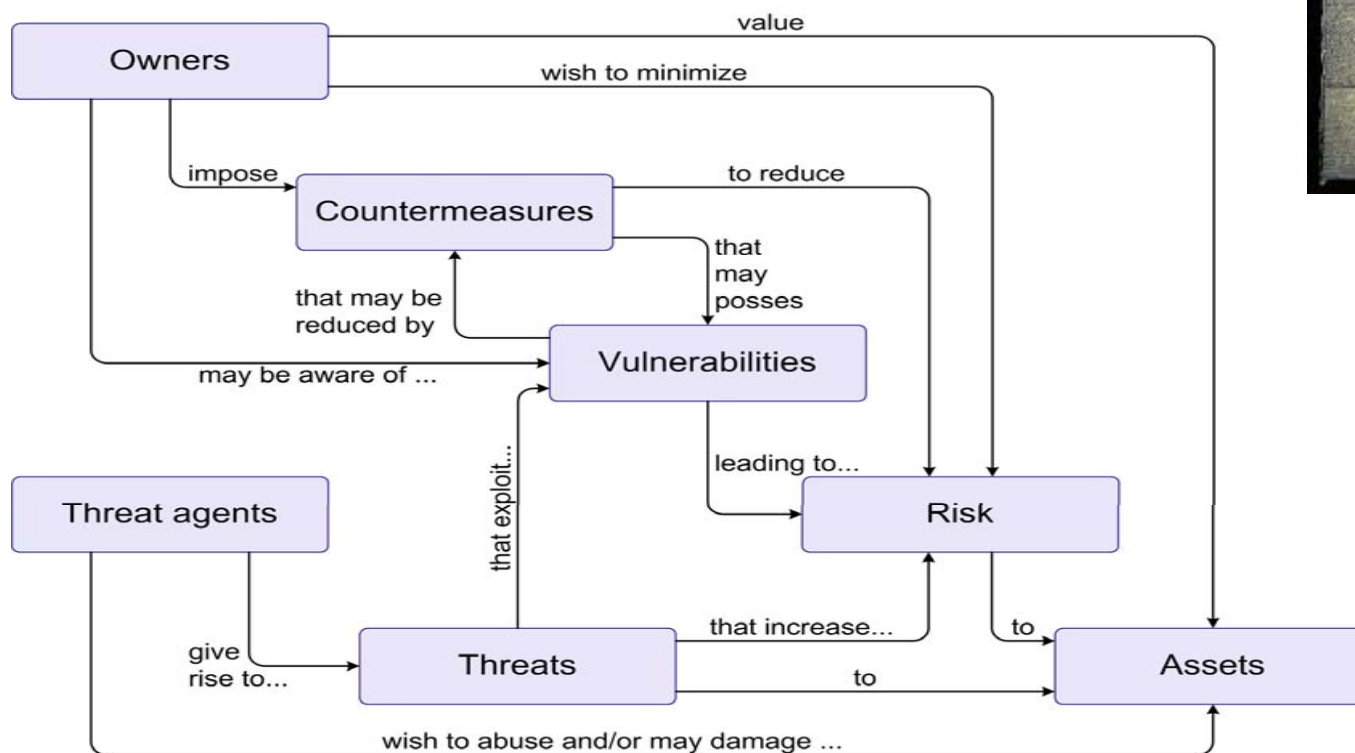 value
Owners
wish to minimize
impose
to reduce
Countermeasures
that
may
posses
that may be
reduced by
Vulnerabilities
may be aware of ...
that exploit...
leading to...
Threat agents
Risk
give
rise to...
that increase...
to
Threats
to
Assets
wish to abuse and/or may damage ...